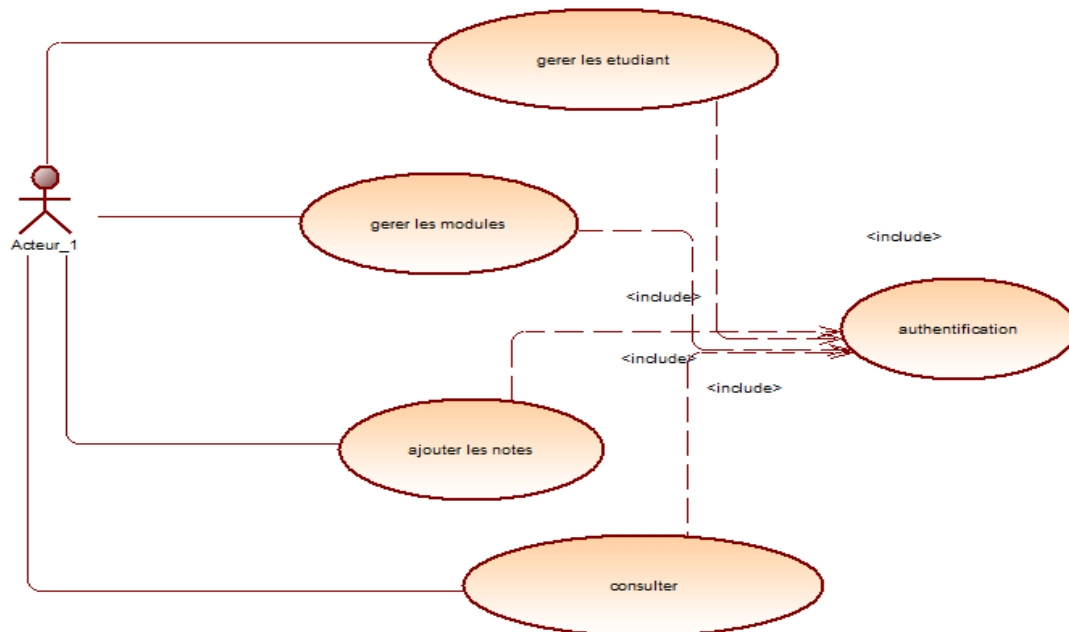 gerer les etudiant
gerer les modules
Acteur_1
<include>
<include>
authentification
<include>
<include>
ajouter les notes
consulter